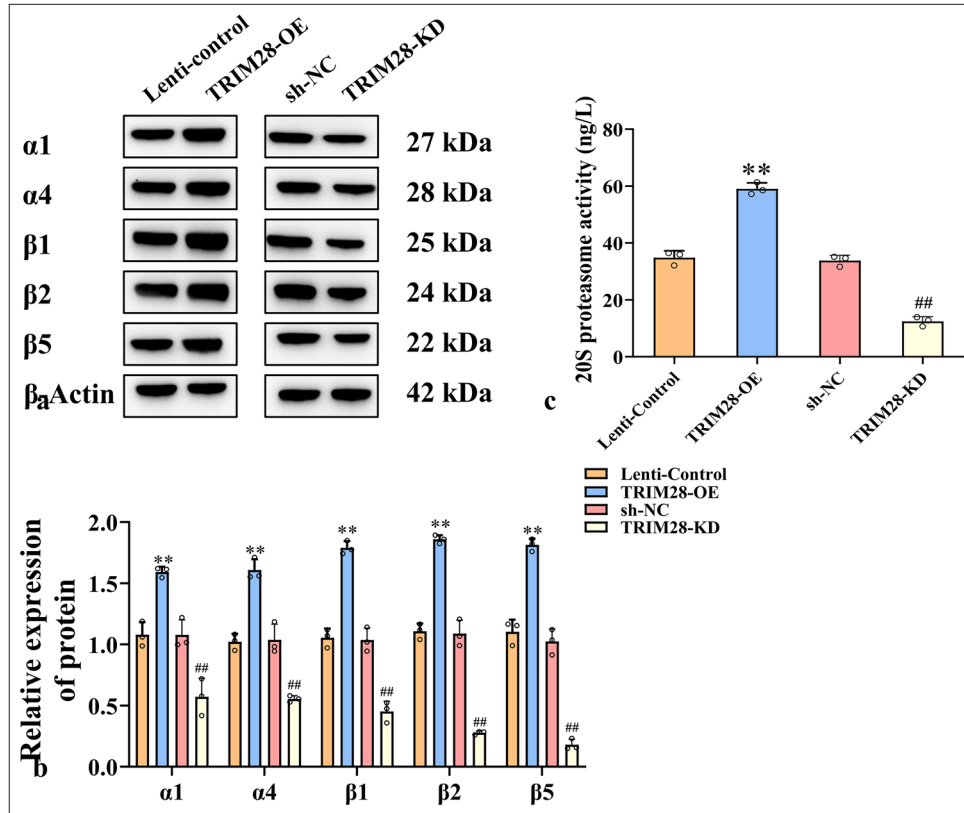 Lenti-control
TRIM28-OE
sh-NC
TRIM28-KD
α1
27 kDa
α4
28 kDa
β1
25 kDa
β2
24 kDa
β5
22 kDa
β-Actin
42 kDa
a
20S proteasome activity (ng/L)
80
60
40
20
0
**
##
Lenti-Control
TRIM28-OE
sh-NC
TRIM28-KD
c
Lenti-Control
TRIM28-OE
sh-NC
TRIM28-KD
Relative expression
of protein
2.0
1.5
1.0
0.5
0.0
** ** ** ** **
## ## ## ## ##
α1 α4 β1 β2 β5
b